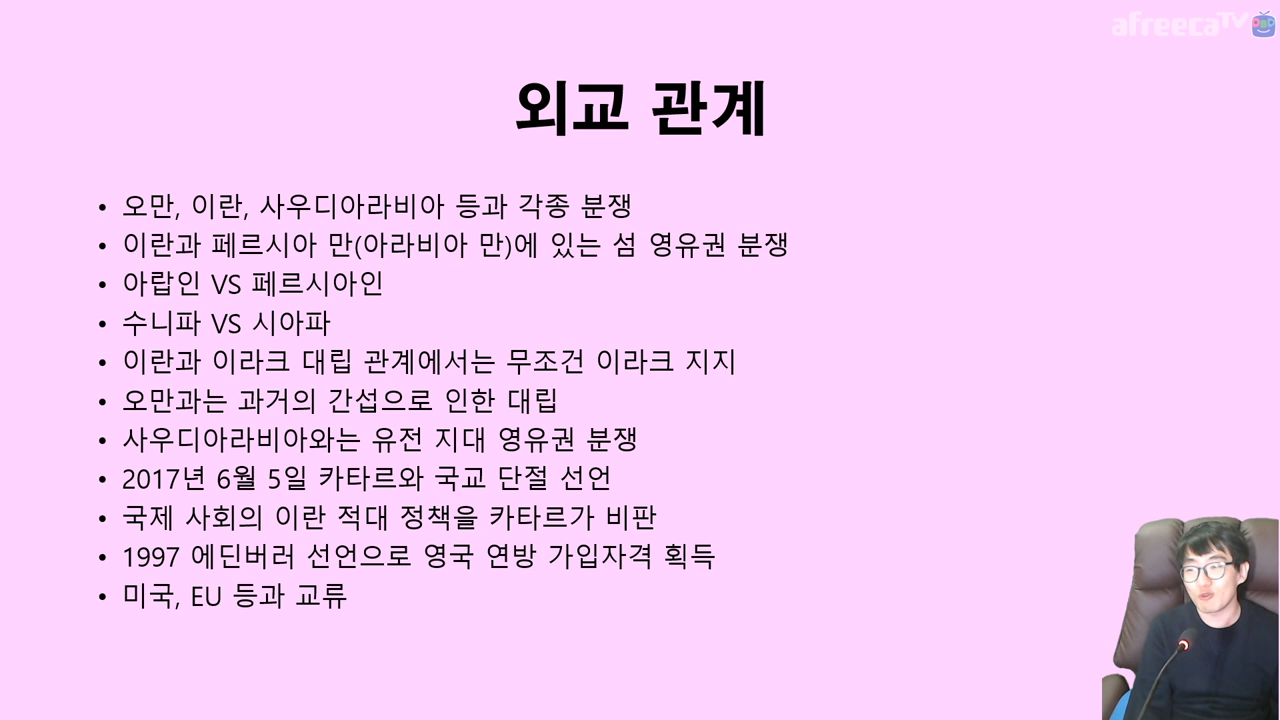 afreecaTV
외교 관계
• 오만, 이란, 사우디아라비아 등과 각종 분쟁
• 이란과 페르시아 만(아라비아 만)에 있는 섬 영유권 분쟁
• 아랍인 VS 페르시아인
• 수니파 VS 시아파
• 이란과 이라크 대립 관계에서는 무조건 이라크 지지
• 오만과는 과거의 간섭으로 인한 대립
• 사우디아라비아와는 유전 지대 영유권 분쟁
• 2017년 6월 5일 카타르와 국교 단절 선언
• 국제 사회의 이란 적대 정책을 카타르가 비판
• 1997 에딘버러 선언으로 영국 연방 가입자격 획득
• 미국, EU 등과 교류